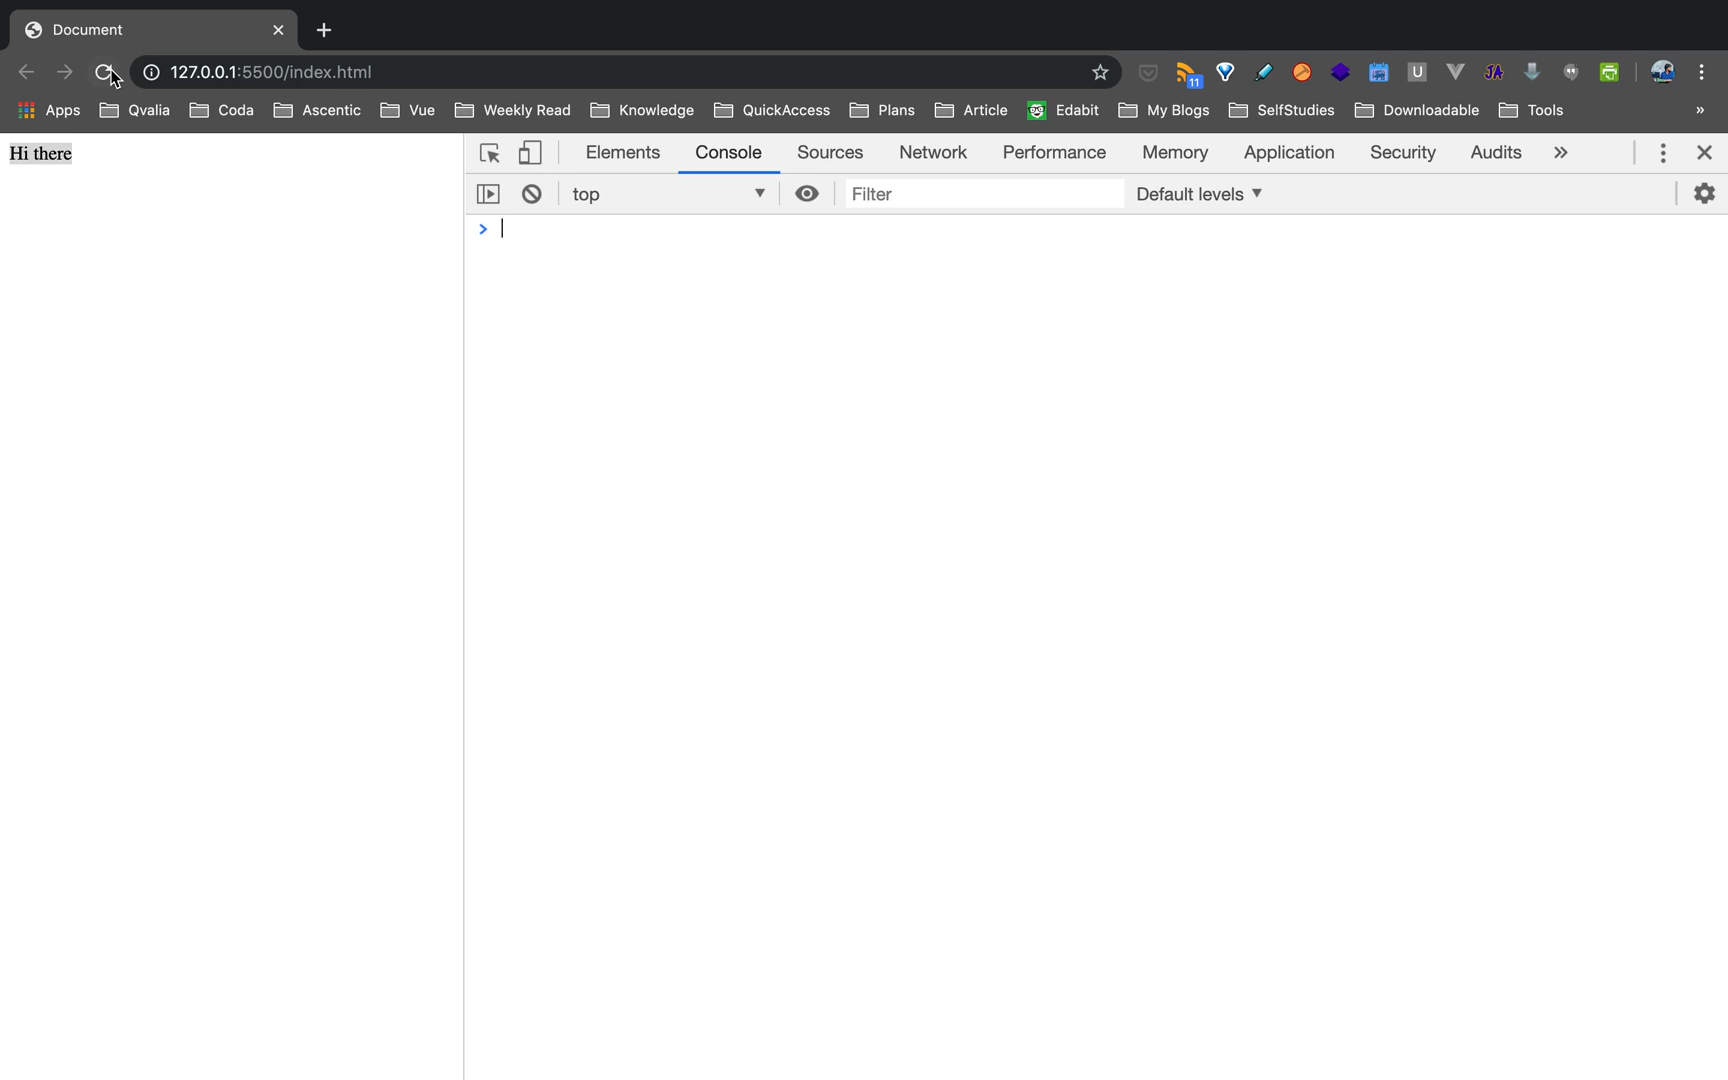 Document
127.0.0.1:5500/index.html
11
U
JA
Apps Qvalia Coda Ascentic Vue Weekly Read Knowledge QuickAccess Plans Article Edabit My Blogs SelfStudies Downloadable Tools »
Hi there
Elements Console Sources Network Performance Memory Application Security Audits »
top Filter Default levels
>